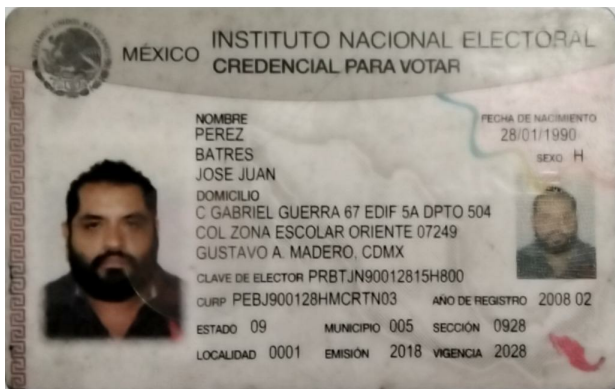 MÉXICO INSTITUTO NACIONAL ELECTORAL
CREDENCIAL PARA VOTAR
NOMBRE
PEREZ
BATRES
JOSE JUAN
FECHA DE NACIMIENTO
28/01/1990
SEXO H
DOMICILIO
C GABRIEL GUERRA 67 EDIF 5A DPTO 504
COL ZONA ESCOLAR ORIENTE 07249
GUSTAVO A. MADERO, CDMX
CLAVE DE ELECTOR PRBTJN90012815H800
CURP PEBJ900128HMCRTN03 AÑO DE REGISTRO 2008 02
ESTADO 09 MUNICIPIO 005 SECCIÓN 0928
LOCALIDAD 0001 EMISIÓN 2018 VIGENCIA 2028